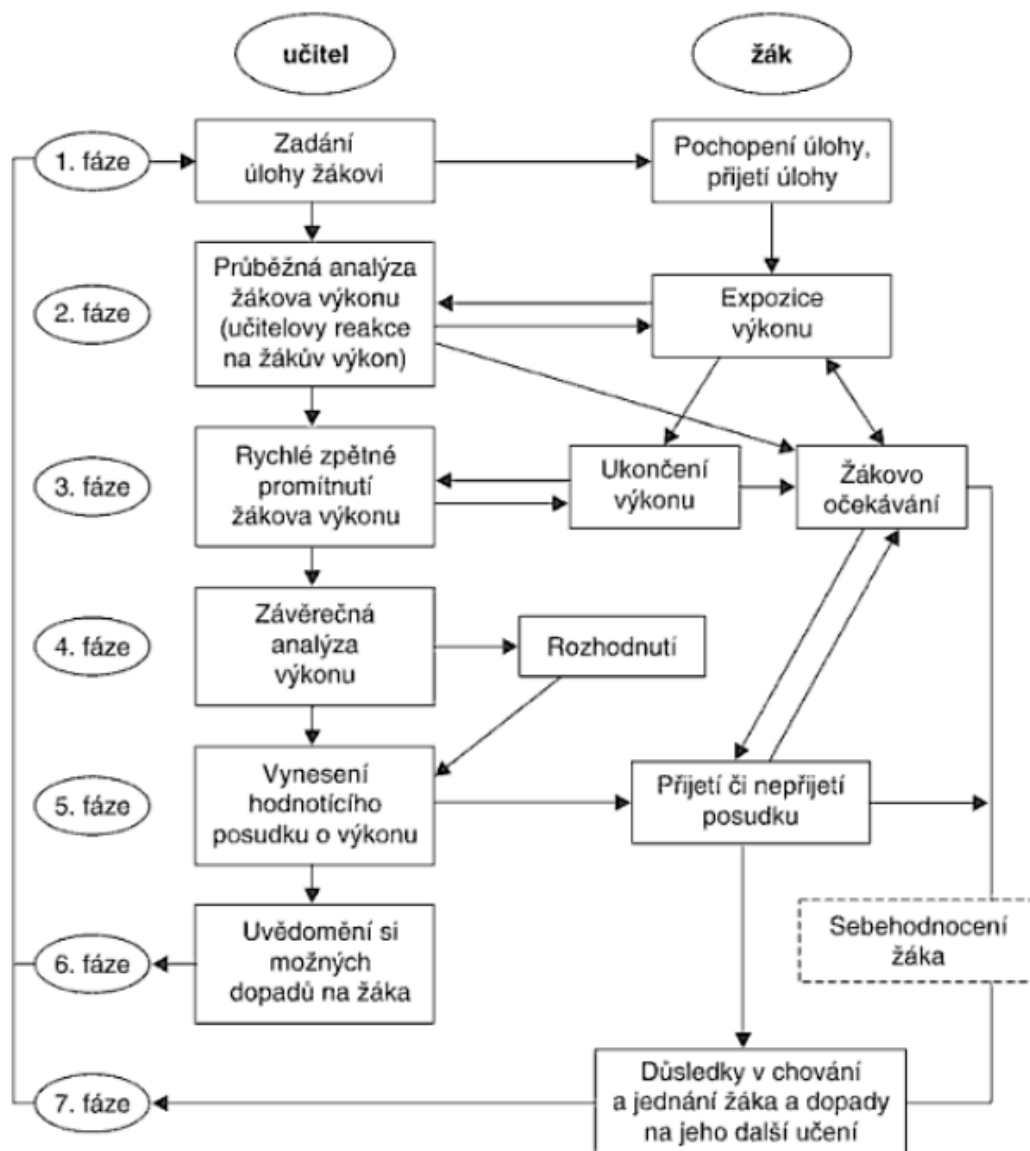 učitel
žák
1. fáze
Zadání
úlohy žákovi
Pochopení úlohy,
přijetí úlohy
2. fáze
Průběžná analýza
žákova výkonu
(učitelovy reakce
na žákův výkon)
Expozice
výkonu
3. fáze
Rychlé zpětné
promítnutí
žákova výkonu
Ukončení
výkonu
Žákovo
očekávání
4. fáze
Závěrečná
analýza
výkonu
Rozhodnutí
5. fáze
Vynesení
hodnotícího
posudku o výkonu
Přijetí či nepřijetí
posudku
6. fáze
Uvědomění si
možných
dopadů na žáka
Sebehodnocení
žáka
7. fáze
Důsledky v chování
a jednání žáka a dopady
na jeho další učení